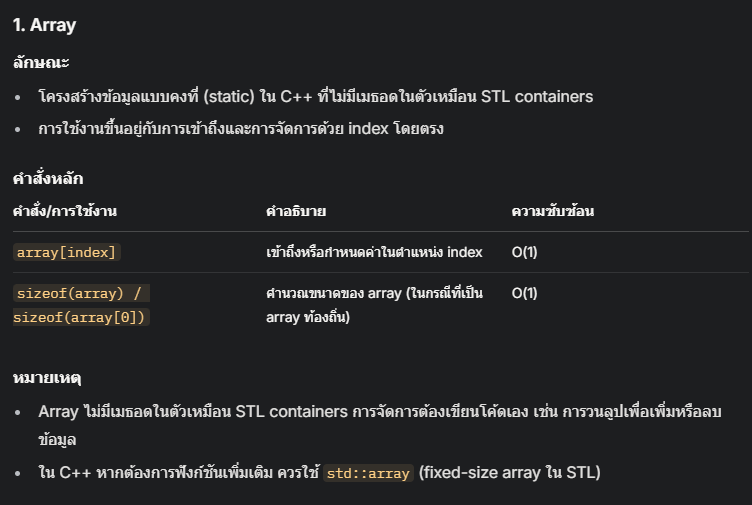 1. Array
ลักษณะ
• โครงสร้างข้อมูลแบบคงที่ (static) ใน C++ ที่ไม่มีเมธอดในตัวเหมือน STL containers
• การใช้งานขึ้นอยู่กับการเข้าถึงและการจัดการด้วย index โดยตรง
คำสั่งหลัก
คำสั่ง/การใช้งาน คำอธิบาย ความซับซ้อน
array[index] เข้าถึงหรือกำหนดค่าในตำแหน่ง index O(1)
sizeof(array) / คำนวณขนาดของ array (ในกรณีที่เป็น O(1)
sizeof(array[0]) array ท้องถิ่น)
หมายเหตุ
• Array ไม่มีเมธอดในตัวเหมือน STL containers การจัดการต้องเขียนโค้ดเอง เช่น การวนลูปเพื่อเพิ่มหรือลบ
ข้อมูล
• ใน C++ หากต้องการฟังก์ชันเพิ่มเติม ควรใช้ std::array (fixed-size array ใน STL)